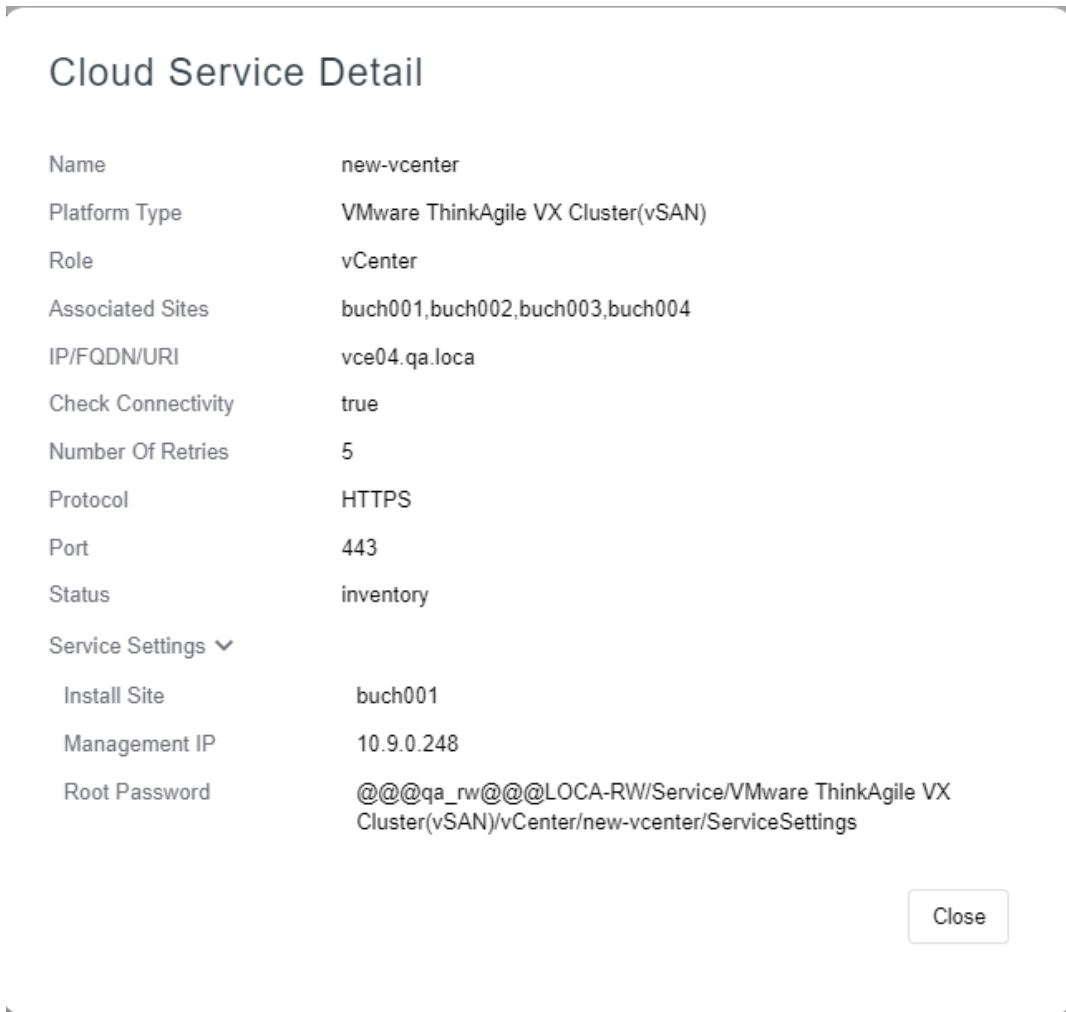 Cloud Service Detail
Name new-vcenter
Platform Type VMware ThinkAgile VX Cluster(vSAN)
Role vCenter
Associated Sites buch001,buch002,buch003,buch004
IP/FQDN/URI vce04.qa.loca
Check Connectivity true
Number Of Retries 5
Protocol HTTPS
Port 443
Status inventory
Service Settings
Install Site buch001
Management IP 10.9.0.248
Root Password @@@qa_rw@@@LOCA-RW/Service/VMware ThinkAgile VX
Cluster(vSAN)/vCenter/new-vcenter/ServiceSettings
Close